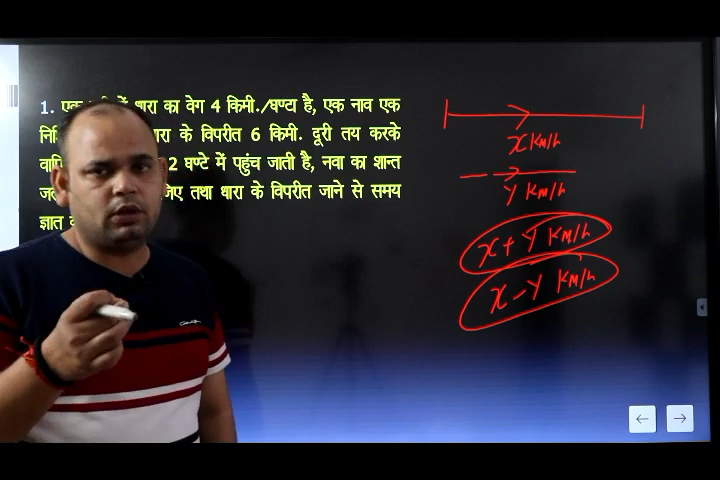 1. धारा का वेग 4 किमी./घण्टा है, एक नाव एक
के विपरीत 6 किमी. दूरी तय करके
2 घण्टे में पहुंच जाती है, नवा का शान्त
तथा धारा के विपरीत जाने से समय
ज्ञात
x KM/h
Y KM/h
x + Y KM/h
x - Y KM/h